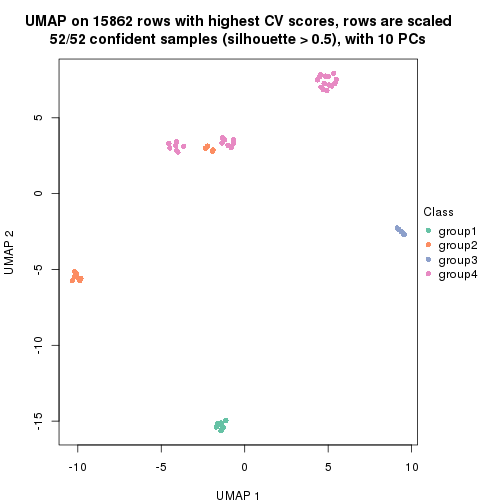 UMAP on 15862 rows with highest CV scores, rows are scaled
52/52 confident samples (silhouette > 0.5), with 10 PCs
5
0
-5
-10
-15
UMAP 2
-10
-5
0
5
10
UMAP 1
Class
group1
group2
group3
group4